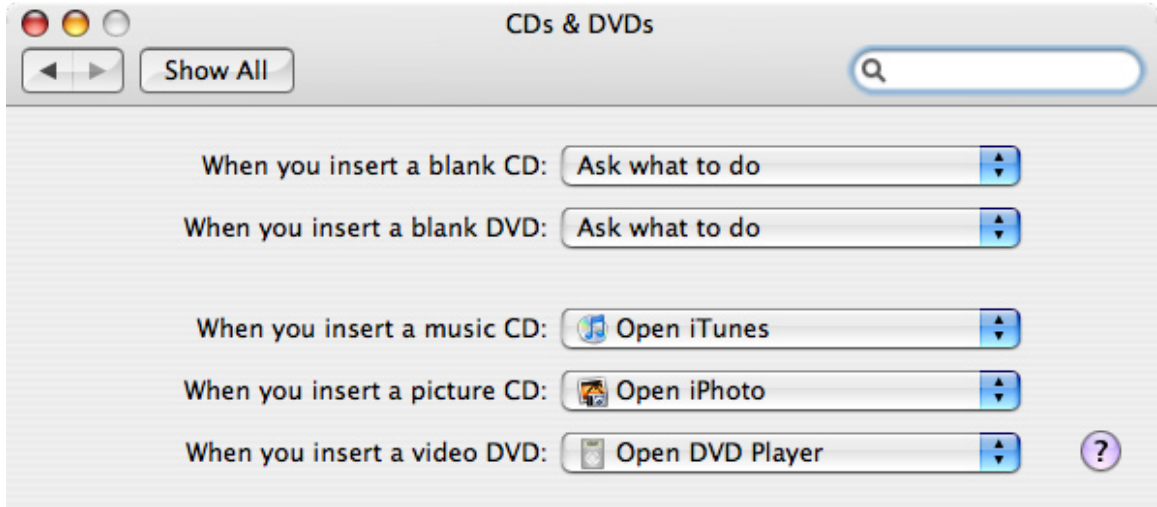 CDs & DVDs
Show All
When you insert a blank CD: Ask what to do
When you insert a blank DVD: Ask what to do
When you insert a music CD: Open iTunes
When you insert a picture CD: Open iPhoto
When you insert a video DVD: Open DVD Player ?